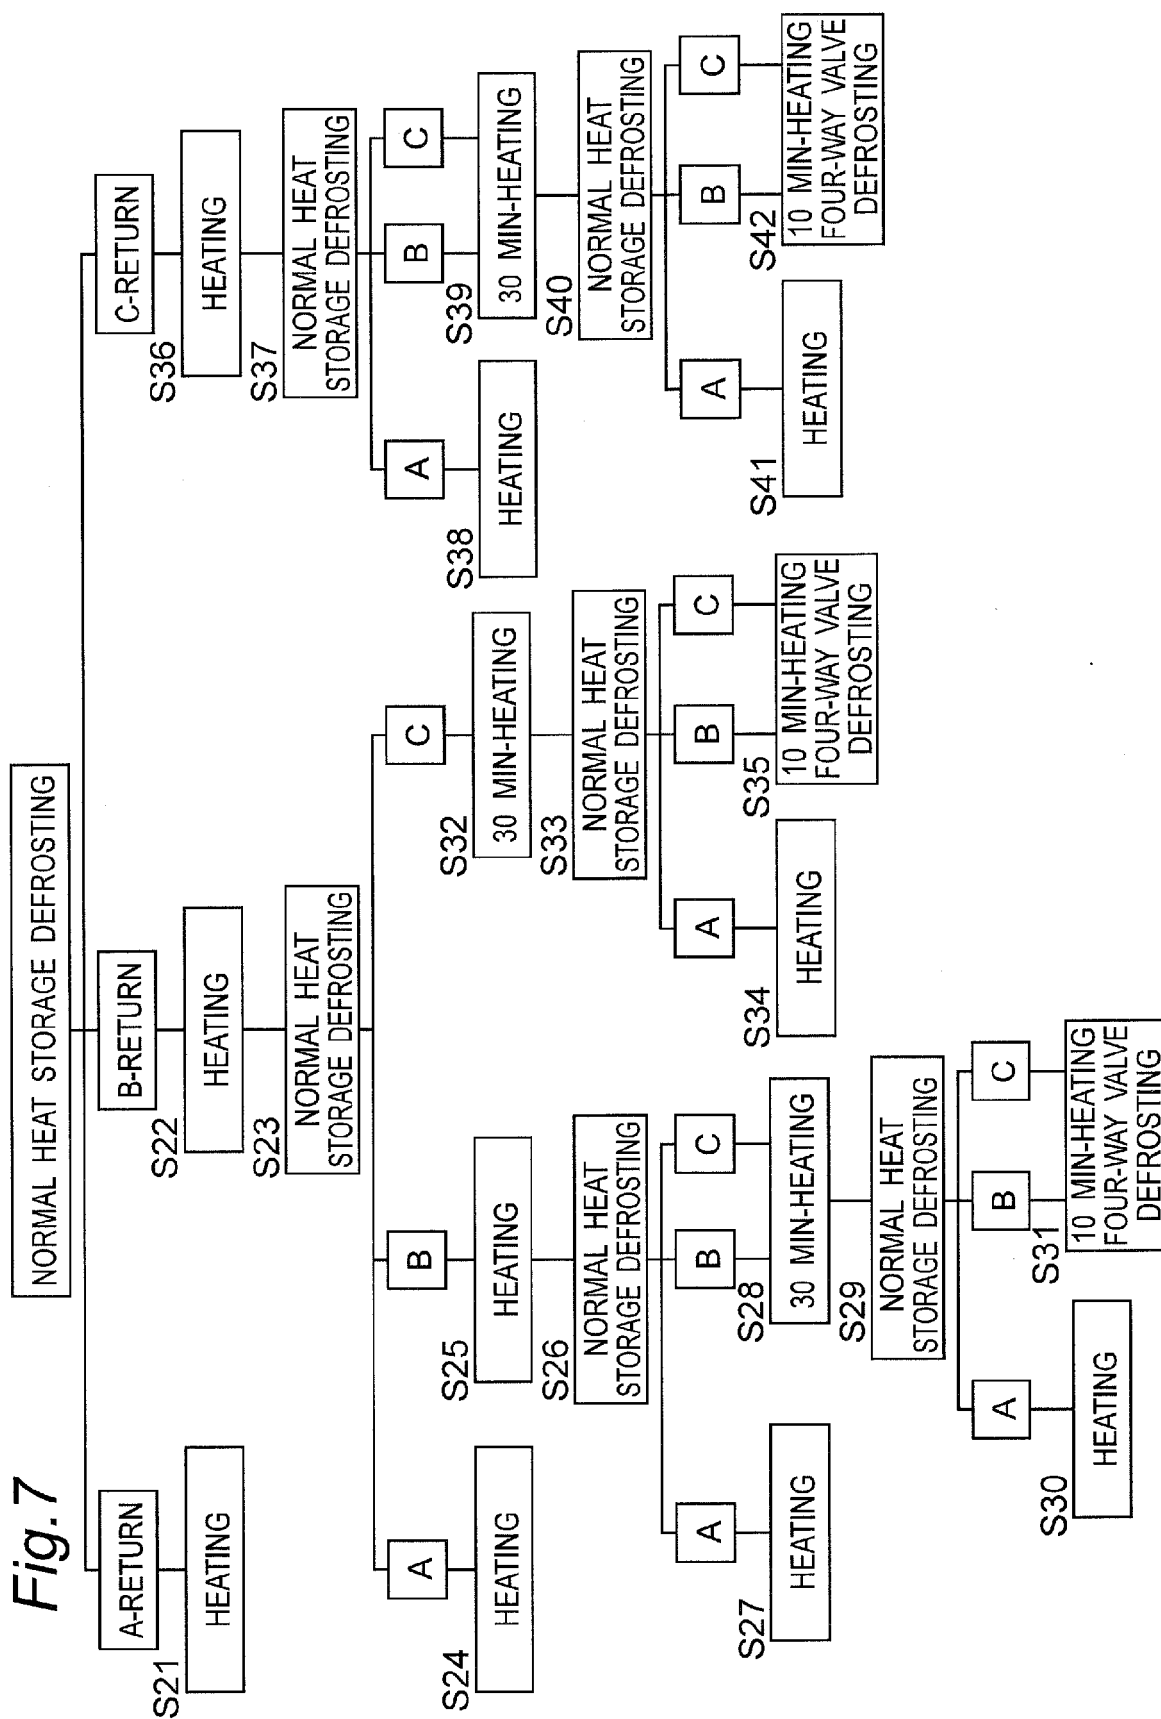 Fig.7
NORMAL HEAT STORAGE DEFROSTING
A-RETURN
S21
HEATING
B-RETURN
S22
HEATING
S23
NORMAL HEAT
STORAGE DEFROSTING
A
S24
HEATING
B
S25
HEATING
S26
NORMAL HEAT
STORAGE DEFROSTING
A
S27
HEATING
B
C
S28
30 MIN-HEATING
S29
NORMAL HEAT
STORAGE DEFROSTING
A
S30
HEATING
B
C
S31
10 MIN-HEATING
FOUR-WAY VALVE
DEFROSTING
C
S32
30 MIN-HEATING
S33
NORMAL HEAT
STORAGE DEFROSTING
A
S34
HEATING
B
C
S35
10 MIN-HEATING
FOUR-WAY VALVE
DEFROSTING
C-RETURN
S36
HEATING
S37
NORMAL HEAT
STORAGE DEFROSTING
A
S38
HEATING
B
C
S39
30 MIN-HEATING
S40
NORMAL HEAT
STORAGE DEFROSTING
A
S41
HEATING
B
C
S42
10 MIN-HEATING
FOUR-WAY VALVE
DEFROSTING